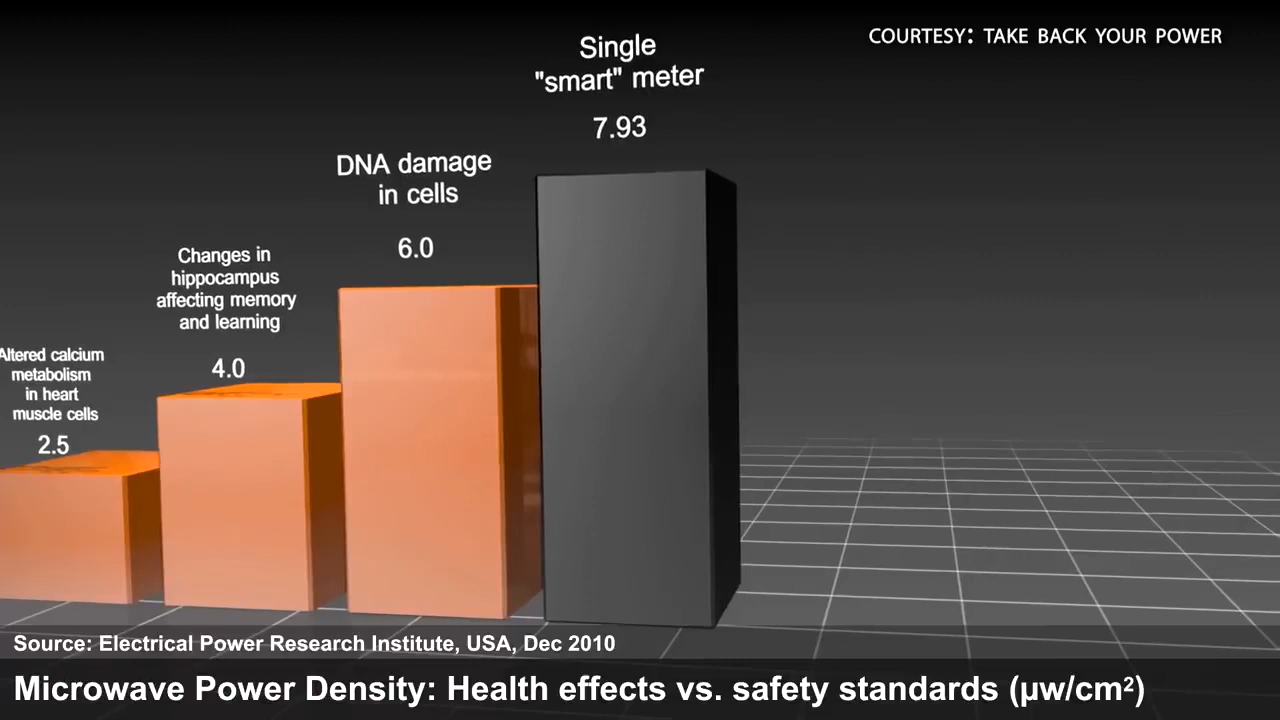 COURTESY: TAKE BACK YOUR POWER
Single
"smart" meter
7.93
DNA damage
in cells
6.0
Changes in
hippocampus
affecting memory
and learning
4.0
Altered calcium
metabolism
in heart
muscle cells
2.5
Source: Electrical Power Research Institute, USA, Dec 2010
Microwave Power Density: Health effects vs. safety standards (µw/cm²)